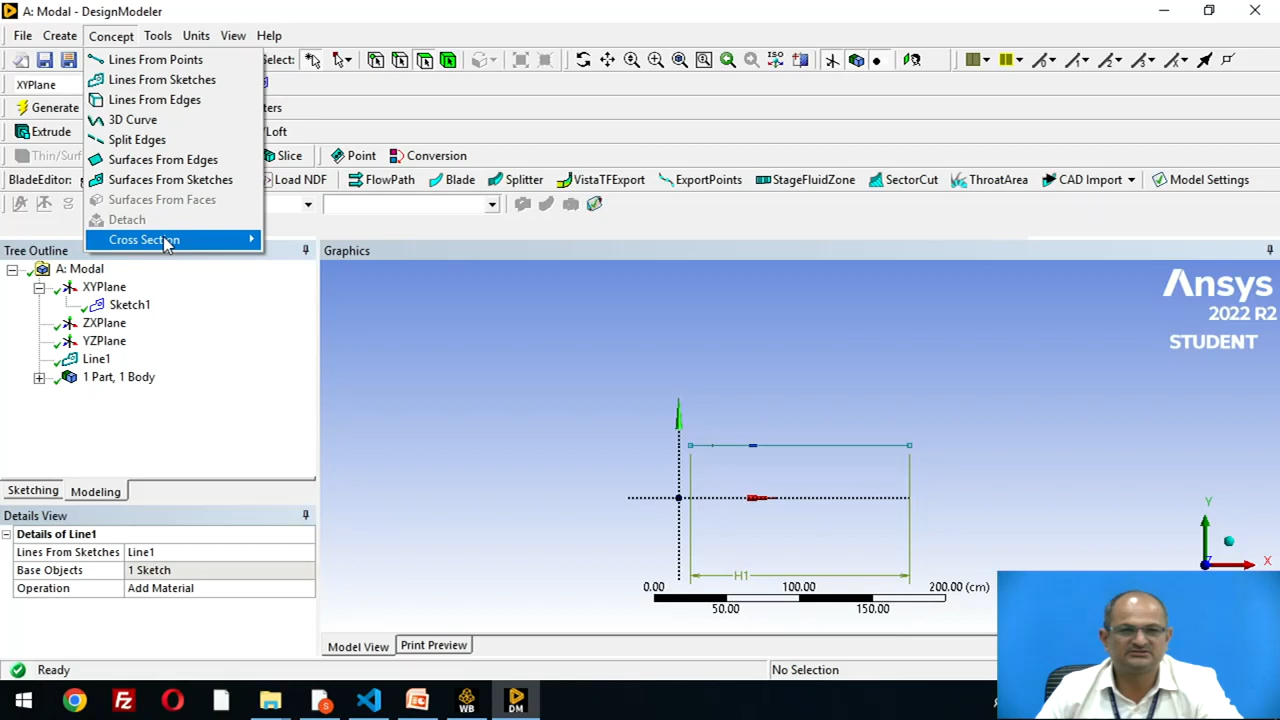 A: Modal - DesignModeler
File Create Concept Tools Units View Help
Lines From Points
Select:
Lines From Sketches
XYPlane
Lines From Edges
Generate
3D Curve
Extrude
/Loft
Split Edges
Thin/Surf
Surfaces From Edges
Slice Point Conversion
BladeEditor:
Surfaces From Sketches
Load NDF FlowPath Blade Splitter VistaTFExport ExportPoints StageFluidZone SectorCut ThroatArea CAD Import Model Settings
Surfaces From Faces
Detach
Cross Section
Tree Outline
Graphics
A: Modal
XYPlane
Sketch1
ZXPlane
YZPlane
Line1
1 Part, 1 Body
Sketching Modeling
Details View
Details of Line1
Lines From Sketches Line1
Base Objects 1 Sketch
Operation Add Material
Ansys
2022 R2
STUDENT
H1
Y
X
0.00 100.00 200.00 (cm)
50.00 150.00
Model View Print Preview
Ready
No Selection
WB
DM